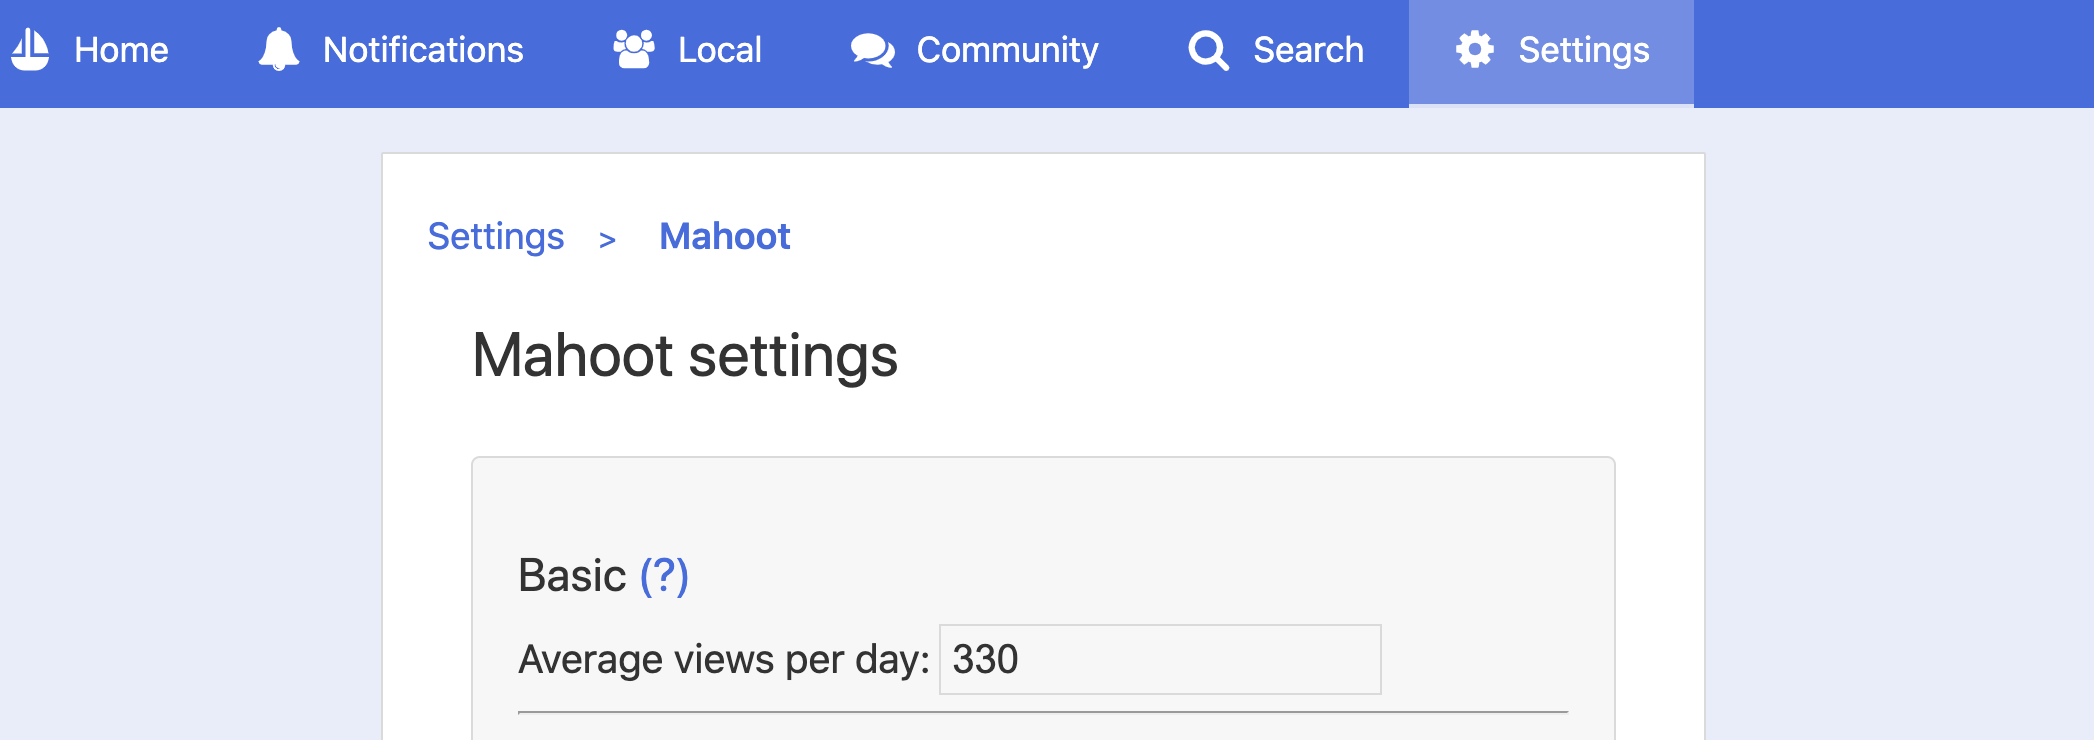 Home Notifications Local Community Search Settings
Settings > Mahoot
Mahoot settings
Basic (?)
Average views per day: 330